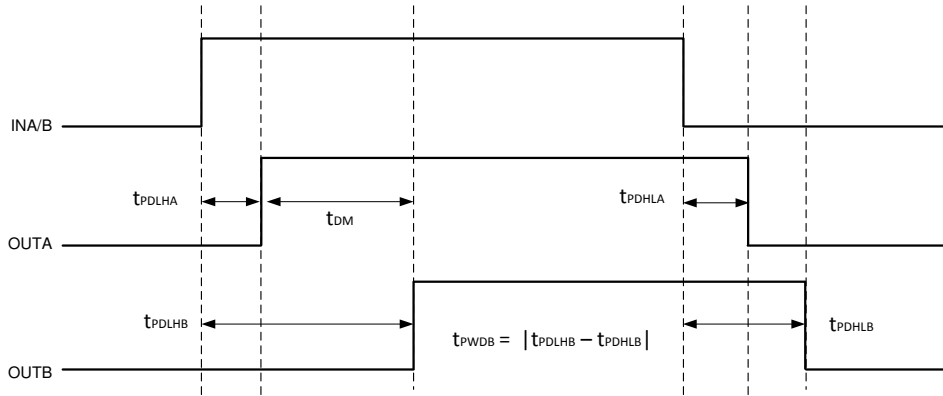 INA/B
tPDLHA
tDM
tPDHLA
OUTA
tPDLHB
tPWDB = |tPDLHB – tPDHLB|
tPDHLB
OUTB